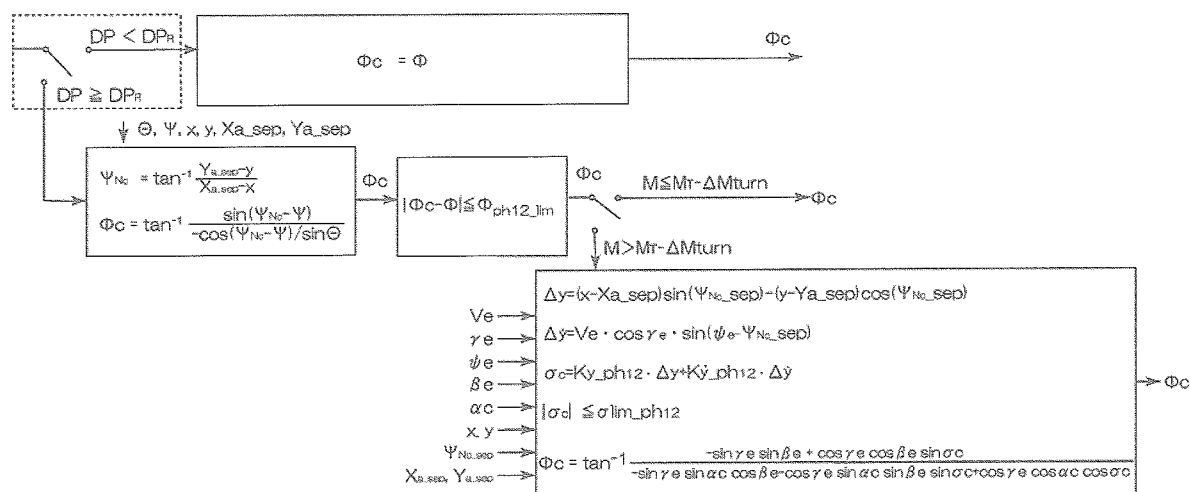 DP < DPR
Φc = Φ
Φc
DP ≧ DPR
Θ, Ψ, x, y, Xa_sep, Ya_sep
ΨNc = tan⁻¹ Ya_sep-y / Xa_sep-x
Φc = tan⁻¹ sin(ΨNc-Ψ) / -cos(ΨNc-Ψ)/sinΘ
Φc
|Φc-Φ|≦Φph12_lim
Φc
M≦MT-ΔMturn
Φc
M>MT-ΔMturn
Δy=(x-Xa_sep)sin(ΨNc_sep)-(y-Ya_sep)cos(ΨNc_sep)
Ve
Δẏ=Ve・cosγe・sin(ψe-ΨNc_sep)
γe
ψe
σc=Ky_ph12・Δy+Kẏ_ph12・Δẏ
βe
Φc
αc
|σc| ≦σlim_ph12
x, y
ΨNc_sep
Φc = tan⁻¹ -sinγe sinβe + cosγe cosβe sinσc / -sinγe sinαc cosβe-cosγe sinαc sinβe sinσc+cosγe cosαc cosσc
Xa_sep, Ya_sep